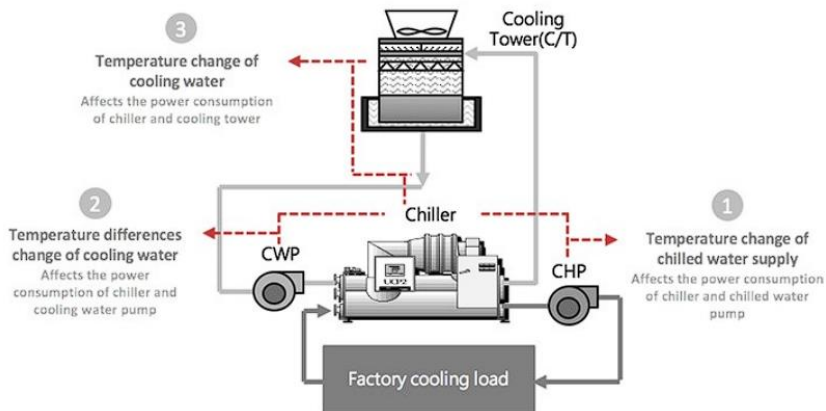 3
Temperature change of
cooling water
Affects the power consumption
of chiller and cooling tower
Cooling
Tower(C/T)
2
Temperature differences
change of cooling water
Affects the power
consumption of chiller and
cooling water pump
CWP
Chiller
UCP2
CHP
1
Temperature change of
chilled water supply
Affects the power consumption
of chiller and chilled water
pump
Factory cooling load